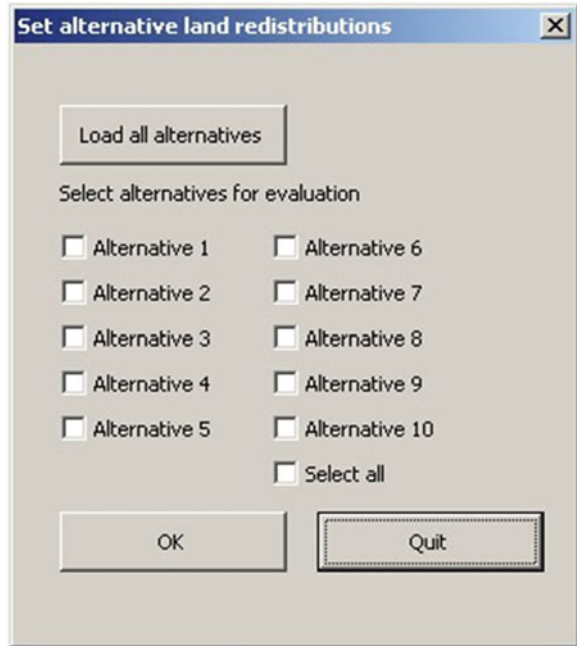 Set alternative land redistributions
Load all alternatives
Select alternatives for evaluation
Alternative 1
Alternative 6
Alternative 2
Alternative 7
Alternative 3
Alternative 8
Alternative 4
Alternative 9
Alternative 5
Alternative 10
Select all
OK
Quit